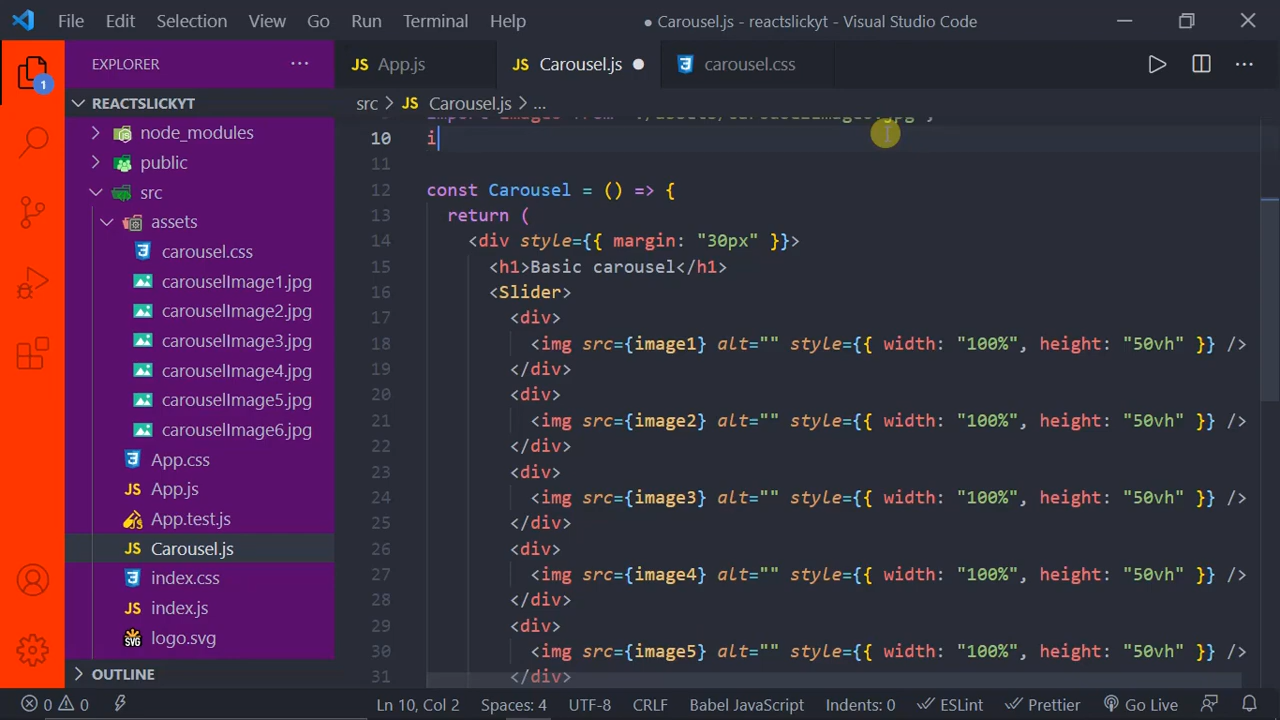 File Edit Selection View Go Run Terminal Help ● Carousel.js - reactslickyt - Visual Studio Code
EXPLORER ...
JS App.js JS Carousel.js ● carousel.css ...
REACTSLICKYT
src > JS Carousel.js > ...
node_modules
public
src
assets
carousel.css
carouselImage1.jpg
carouselImage2.jpg
carouselImage3.jpg
carouselImage4.jpg
carouselImage5.jpg
carouselImage6.jpg
App.css
JS App.js
App.test.js
JS Carousel.js
index.css
JS index.js
SVG logo.svg
OUTLINE
1
10 i
11
12 const Carousel = () => {
13 return (
14 <div style={{ margin: "30px" }}>
15 <h1>Basic carousel</h1>
16 <Slider>
17 <div>
18 <img src={image1} alt="" style={{ width: "100%", height: "50vh" }} />
19 </div>
20 <div>
21 <img src={image2} alt="" style={{ width: "100%", height: "50vh" }} />
22 </div>
23 <div>
24 <img src={image3} alt="" style={{ width: "100%", height: "50vh" }} />
25 </div>
26 <div>
27 <img src={image4} alt="" style={{ width: "100%", height: "50vh" }} />
28 </div>
29 <div>
30 <img src={image5} alt="" style={{ width: "100%", height: "50vh" }} />
31 </div>
0 0 Ln 10, Col 2 Spaces: 4 UTF-8 CRLF Babel JavaScript Indents: 0 ESLint Prettier Go Live